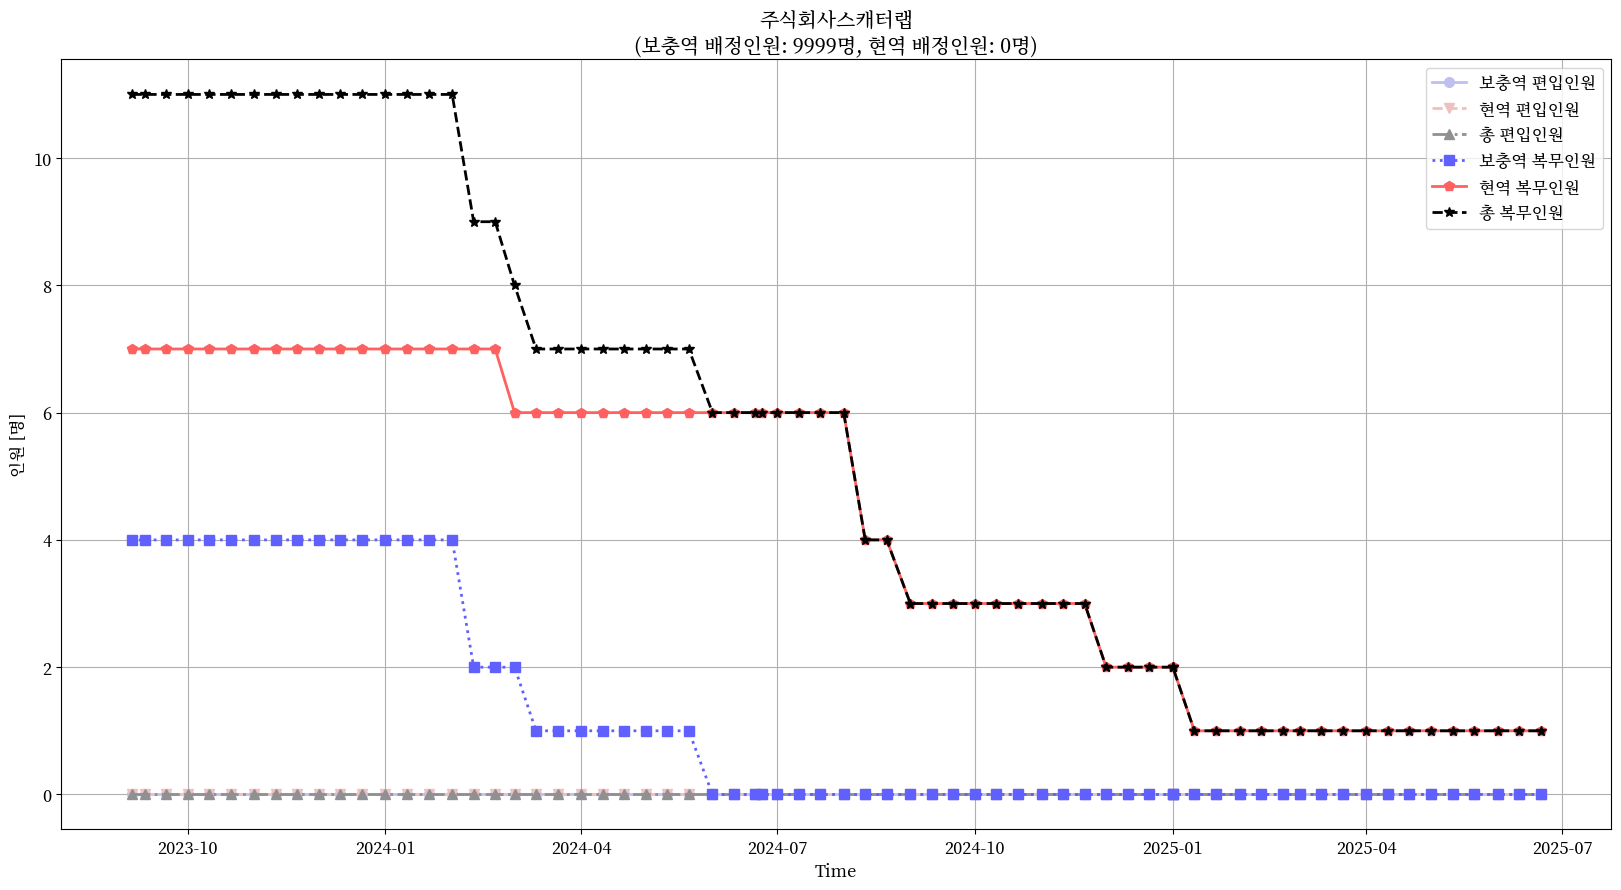 주식회사스캐터랩
(보충역 배정인원: 9999명, 현역 배정인원: 0명)
보충역 편입인원
현역 편입인원
총 편입인원
보충역 복무인원
현역 복무인원
총 복무인원
인원 [명]
10
8
6
4
2
0
2023-10
2024-01
2024-04
2024-07
2024-10
2025-01
2025-04
2025-07
Time